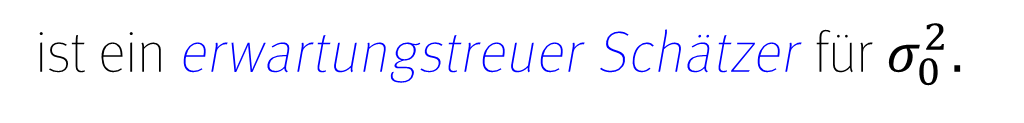 ist ein erwartungstreuer Schätzer für σ₀².